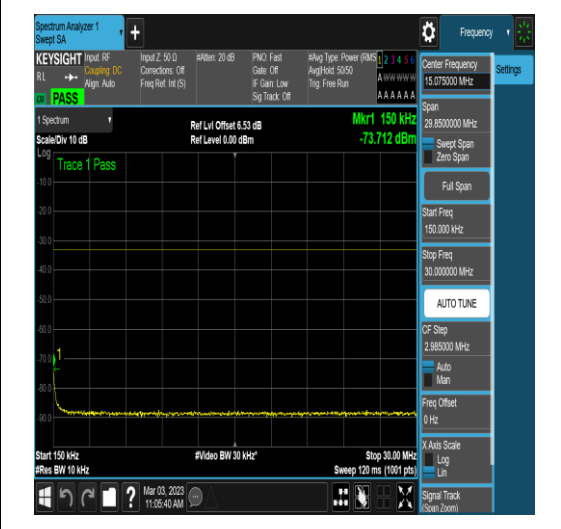 Spectrum Analyzer 1
Swept SA
+
Frequency
KEYSIGHT
Input: RF
Coupling: DC
Align: Auto
Input Z: 50 Ω
Corrections: Off
Freq Ref: Int (S)
#Atten: 20 dB
PNO: Fast
Gate: Off
IF Gain: Low
Sig Track: Off
#Avg Type: Power (RMS)
Avg|Hold: 50/50
Trig: Free Run
1 2 3 4 5 6
A W W W W W
A A A A A A
R L
PASS
Center Frequency
15.075000 MHz
Settings
Span
29.8500000 MHz
Swept Span
Zero Span
Full Span
Start Freq
150.000 kHz
Stop Freq
30.000000 MHz
AUTO TUNE
CF Step
2.985000 MHz
Auto
Man
Freq Offset
0 Hz
X Axis Scale
Log
Lin
Signal Track
(Span Zoom)
1 Spectrum
Scale/Div 10 dB
Log
Ref Lvl Offset 6.53 dB
Ref Level 0.00 dBm
Mkr1 150 kHz
-73.712 dBm
Trace 1 Pass
-10.0
-20.0
-30.0
-40.0
-50.0
-60.0
-70.0
-80.0
-90.0
1
Start 150 kHz
#Video BW 30 kHz*
Stop 30.00 MHz
#Res BW 10 kHz
Sweep 120 ms (1001 pts)
?
Mar 03, 2023
11:05:40 AM